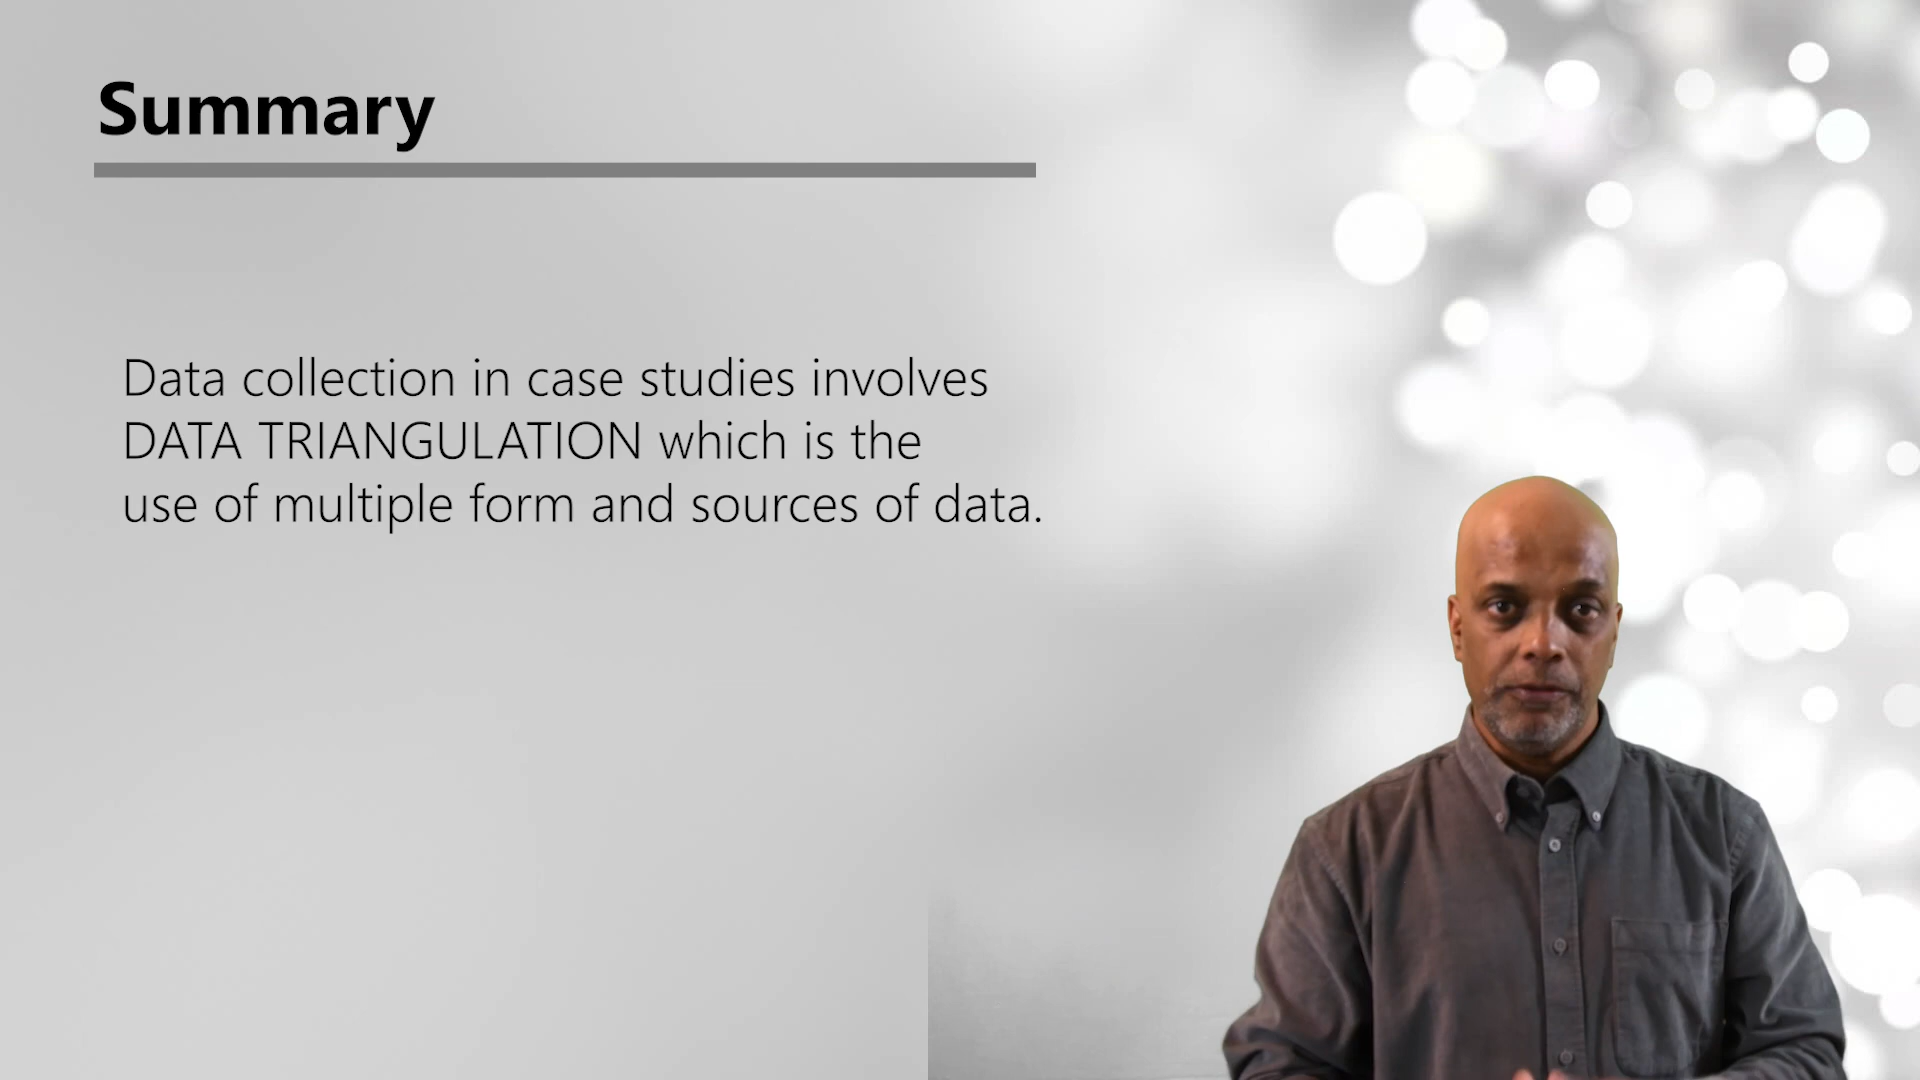 Summary
Data collection in case studies involves
DATA TRIANGULATION which is the
use of multiple form and sources of data.